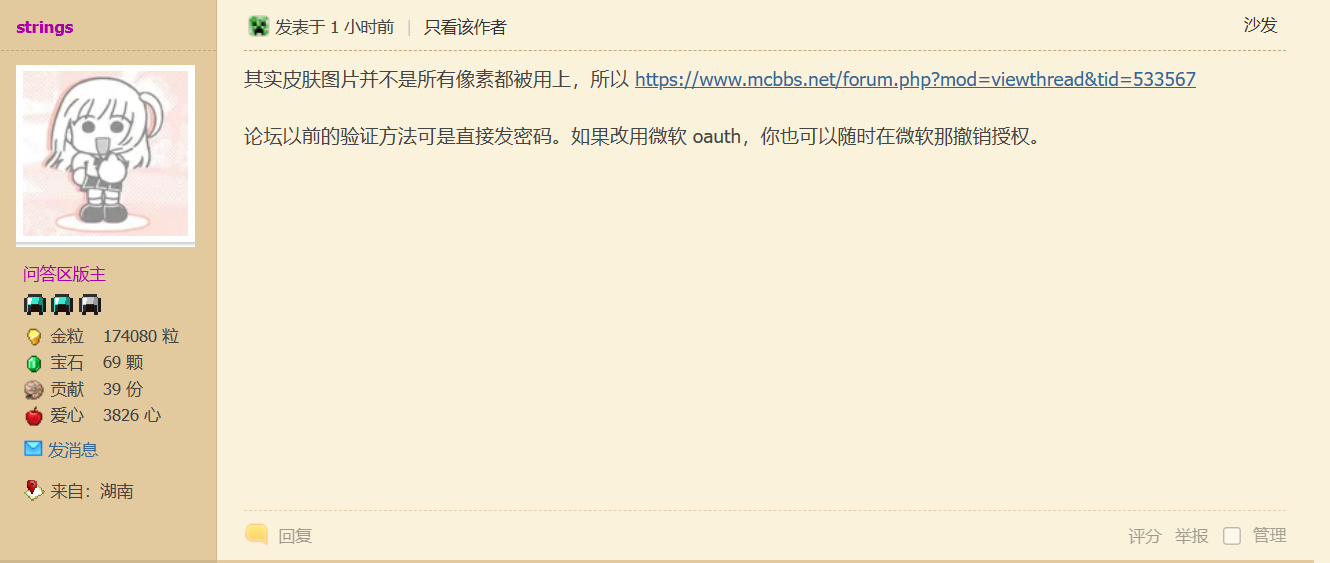 strings
发表于 1 小时前 | 只看该作者
沙发
其实皮肤图片并不是所有像素都被用上，所以 https://www.mcbbs.net/forum.php?mod=viewthread&tid=533567
论坛以前的验证方法可是直接发密码。如果改用微软 oauth，你也可以随时在微软那撤销授权。
问答区版主
金粒 174080 粒
宝石 69 颗
贡献 39 份
爱心 3826 心
发消息
来自：湖南
回复
评分 举报 管理